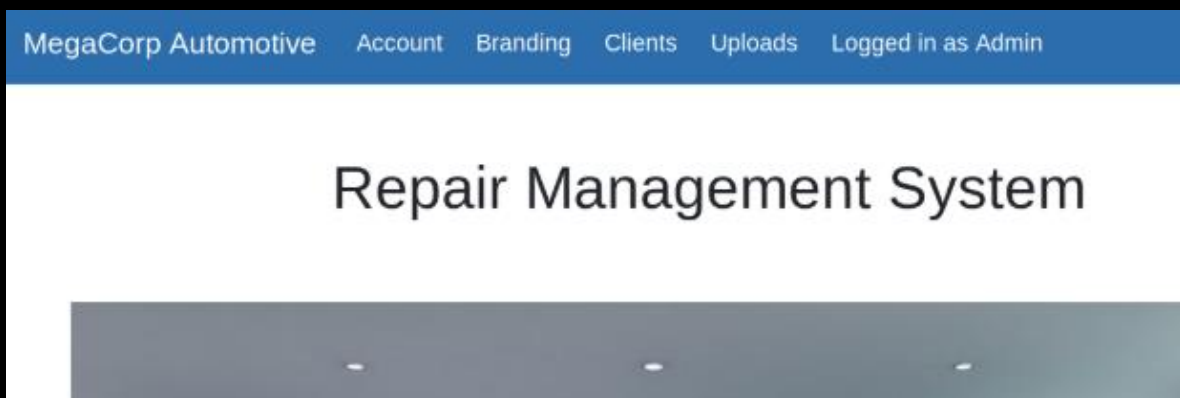 MegaCorp Automotive Account Branding Clients Uploads Logged in as Admin
Repair Management System